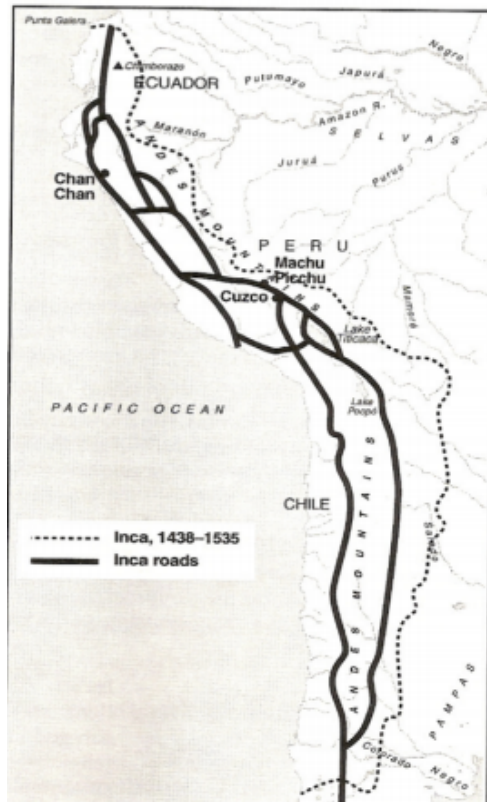 Punta Galera
Chimborazo
ECUADOR
Negro
Putumayo
Japurá
Amazon R.
Marañón
SELVAS
Juruá
Purus
Chan
Chan
ANDES MOUNTAINS
PERU
Machu
Picchu
Cuzco
Mamoré
Lake
Titicaca
PACIFIC OCEAN
Lake
Poopó
CHILE
Inca, 1438–1535
Inca roads
Salado
ANDES MOUNTAINS
PAMPAS
Colorado
Negro